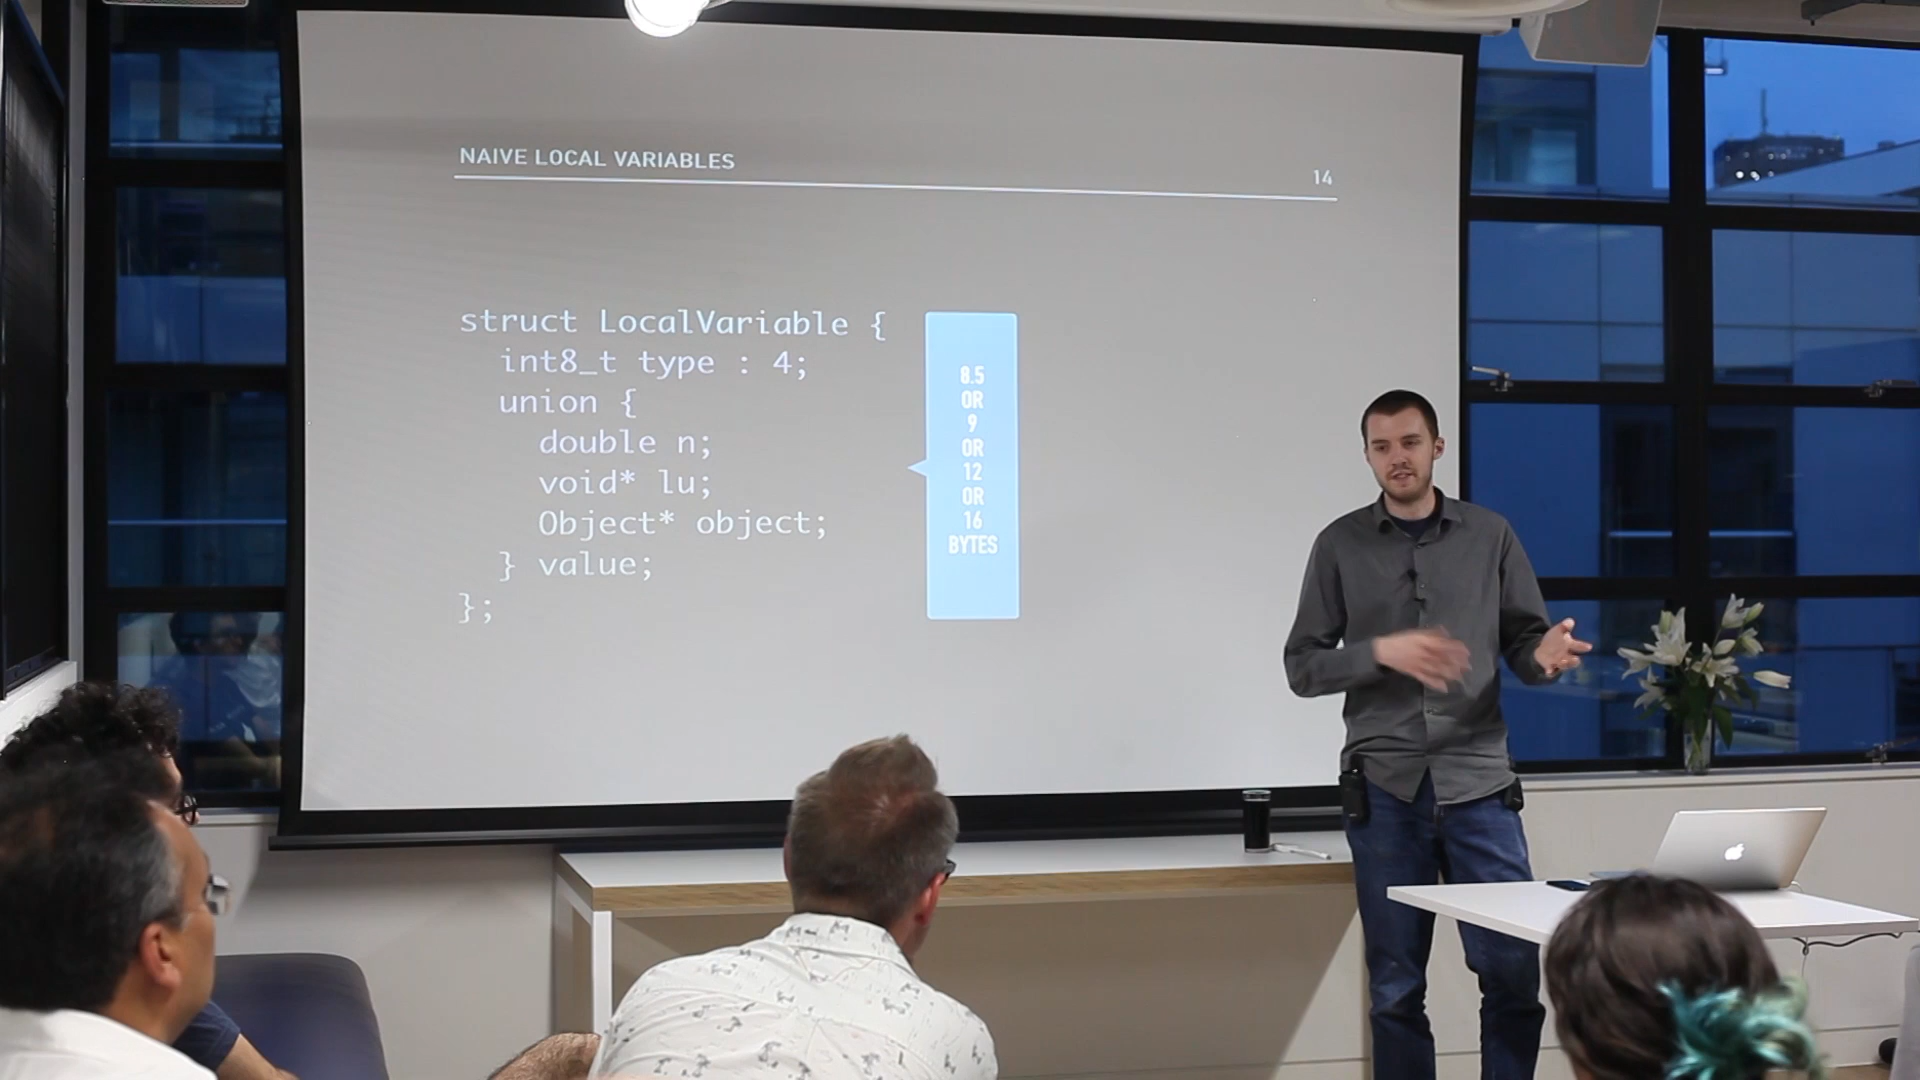 NAIVE LOCAL VARIABLES
14
struct LocalVariable {
  int8_t type : 4;
  union {
    double n;
    void* lu;
    Object* object;
  } value;
};
8.5
OR
9
OR
12
OR
16
BYTES